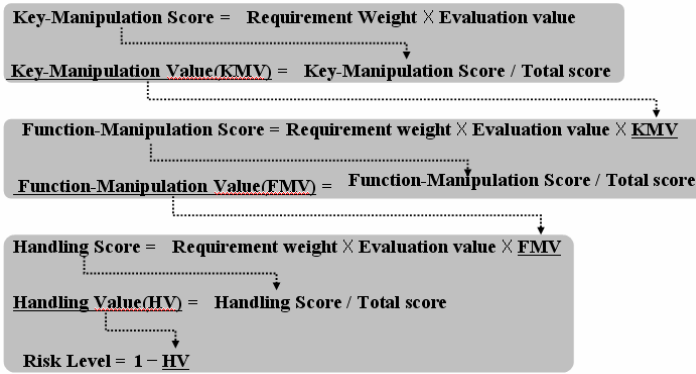 Key-Manipulation Score = Requirement Weight X Evaluation value
Key-Manipulation Value(KMV) = Key-Manipulation Score / Total score
Function-Manipulation Score = Requirement weight X Evaluation value X KMV
Function-Manipulation Value(FMV) = Function-Manipulation Score / Total score
Handling Score = Requirement weight X Evaluation value X FMV
Handling Value(HV) = Handling Score / Total score
Risk Level = 1 − HV